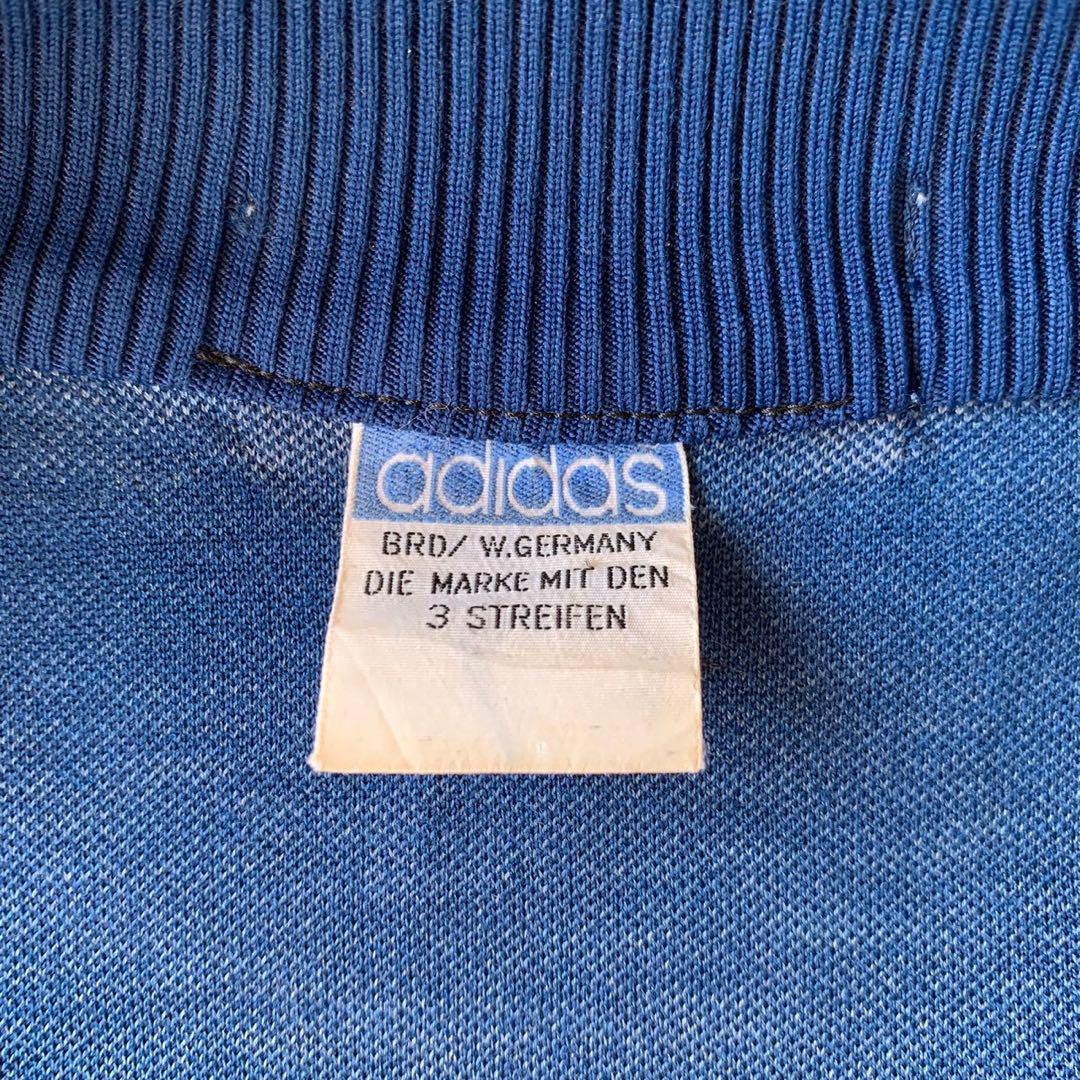 adidas
BRD/ W.GERMANY
DIE MARKE MIT DEN
3 STREIFEN